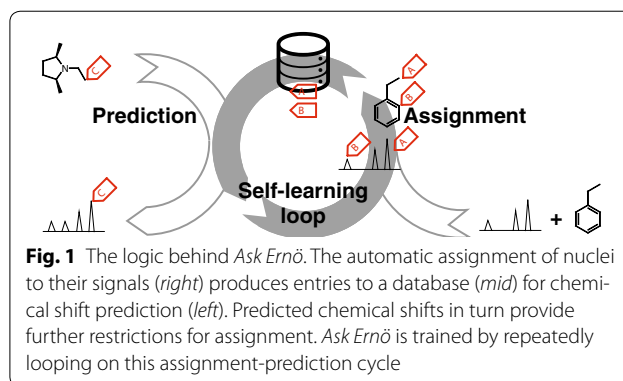 N
C
A
B
Prediction
A
B
Assignment
B
A
Self-learning
loop
C
+
Fig. 1 The logic behind Ask Ernö. The automatic assignment of nuclei
to their signals (right) produces entries to a database (mid) for chemi-
cal shift prediction (left). Predicted chemical shifts in turn provide
further restrictions for assignment. Ask Ernö is trained by repeatedly
looping on this assignment-prediction cycle